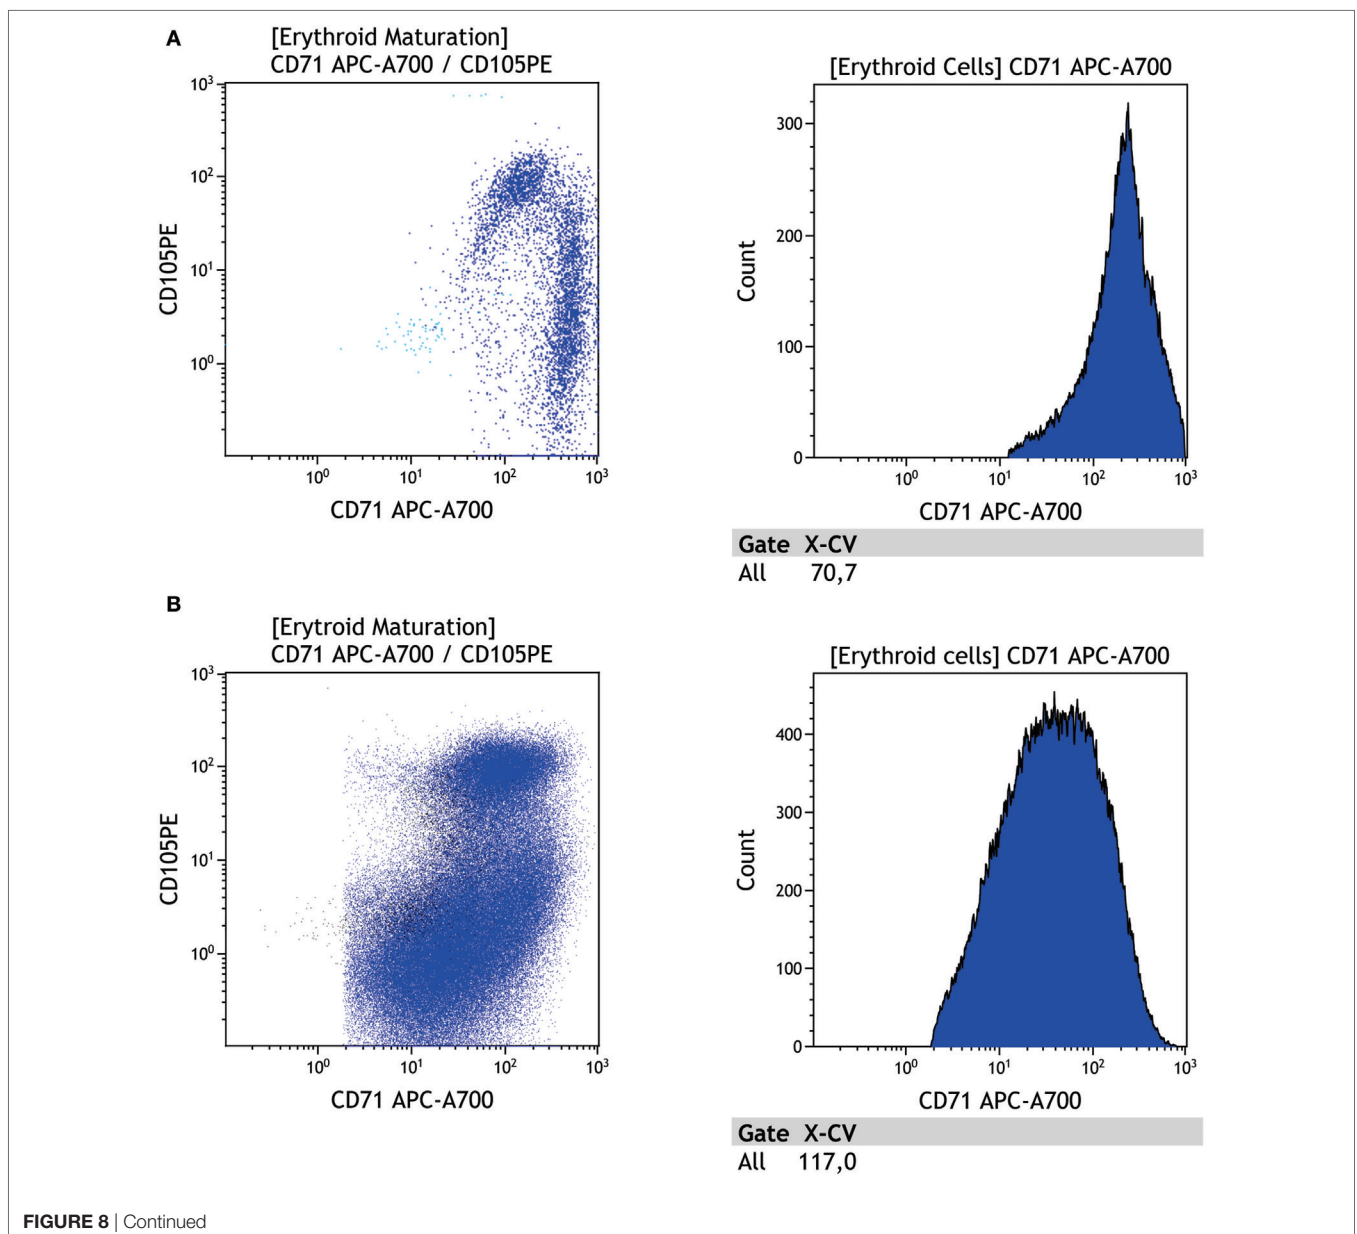 A
[Erythroid Maturation]
CD71 APC-A700 / CD105PE
10³
10²
10¹
10⁰
CD105PE
10⁰ 10¹ 10² 10³
CD71 APC-A700
[Erythroid Cells] CD71 APC-A700
300
200
100
0
Count
10⁰ 10¹ 10² 10³
CD71 APC-A700
Gate X-CV
All 70,7
B
[Erytroid Maturation]
CD71 APC-A700 / CD105PE
10³
10²
10¹
10⁰
CD105PE
10⁰ 10¹ 10² 10³
CD71 APC-A700
[Erythroid cells] CD71 APC-A700
400
300
200
100
0
Count
10⁰ 10¹ 10² 10³
CD71 APC-A700
Gate X-CV
All 117,0
FIGURE 8 | Continued